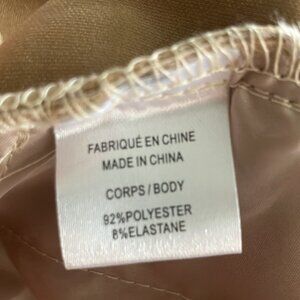 FABRIQUÉ EN CHINE
MADE IN CHINA
CORPS / BODY
92%POLYESTER
8%ELASTANE